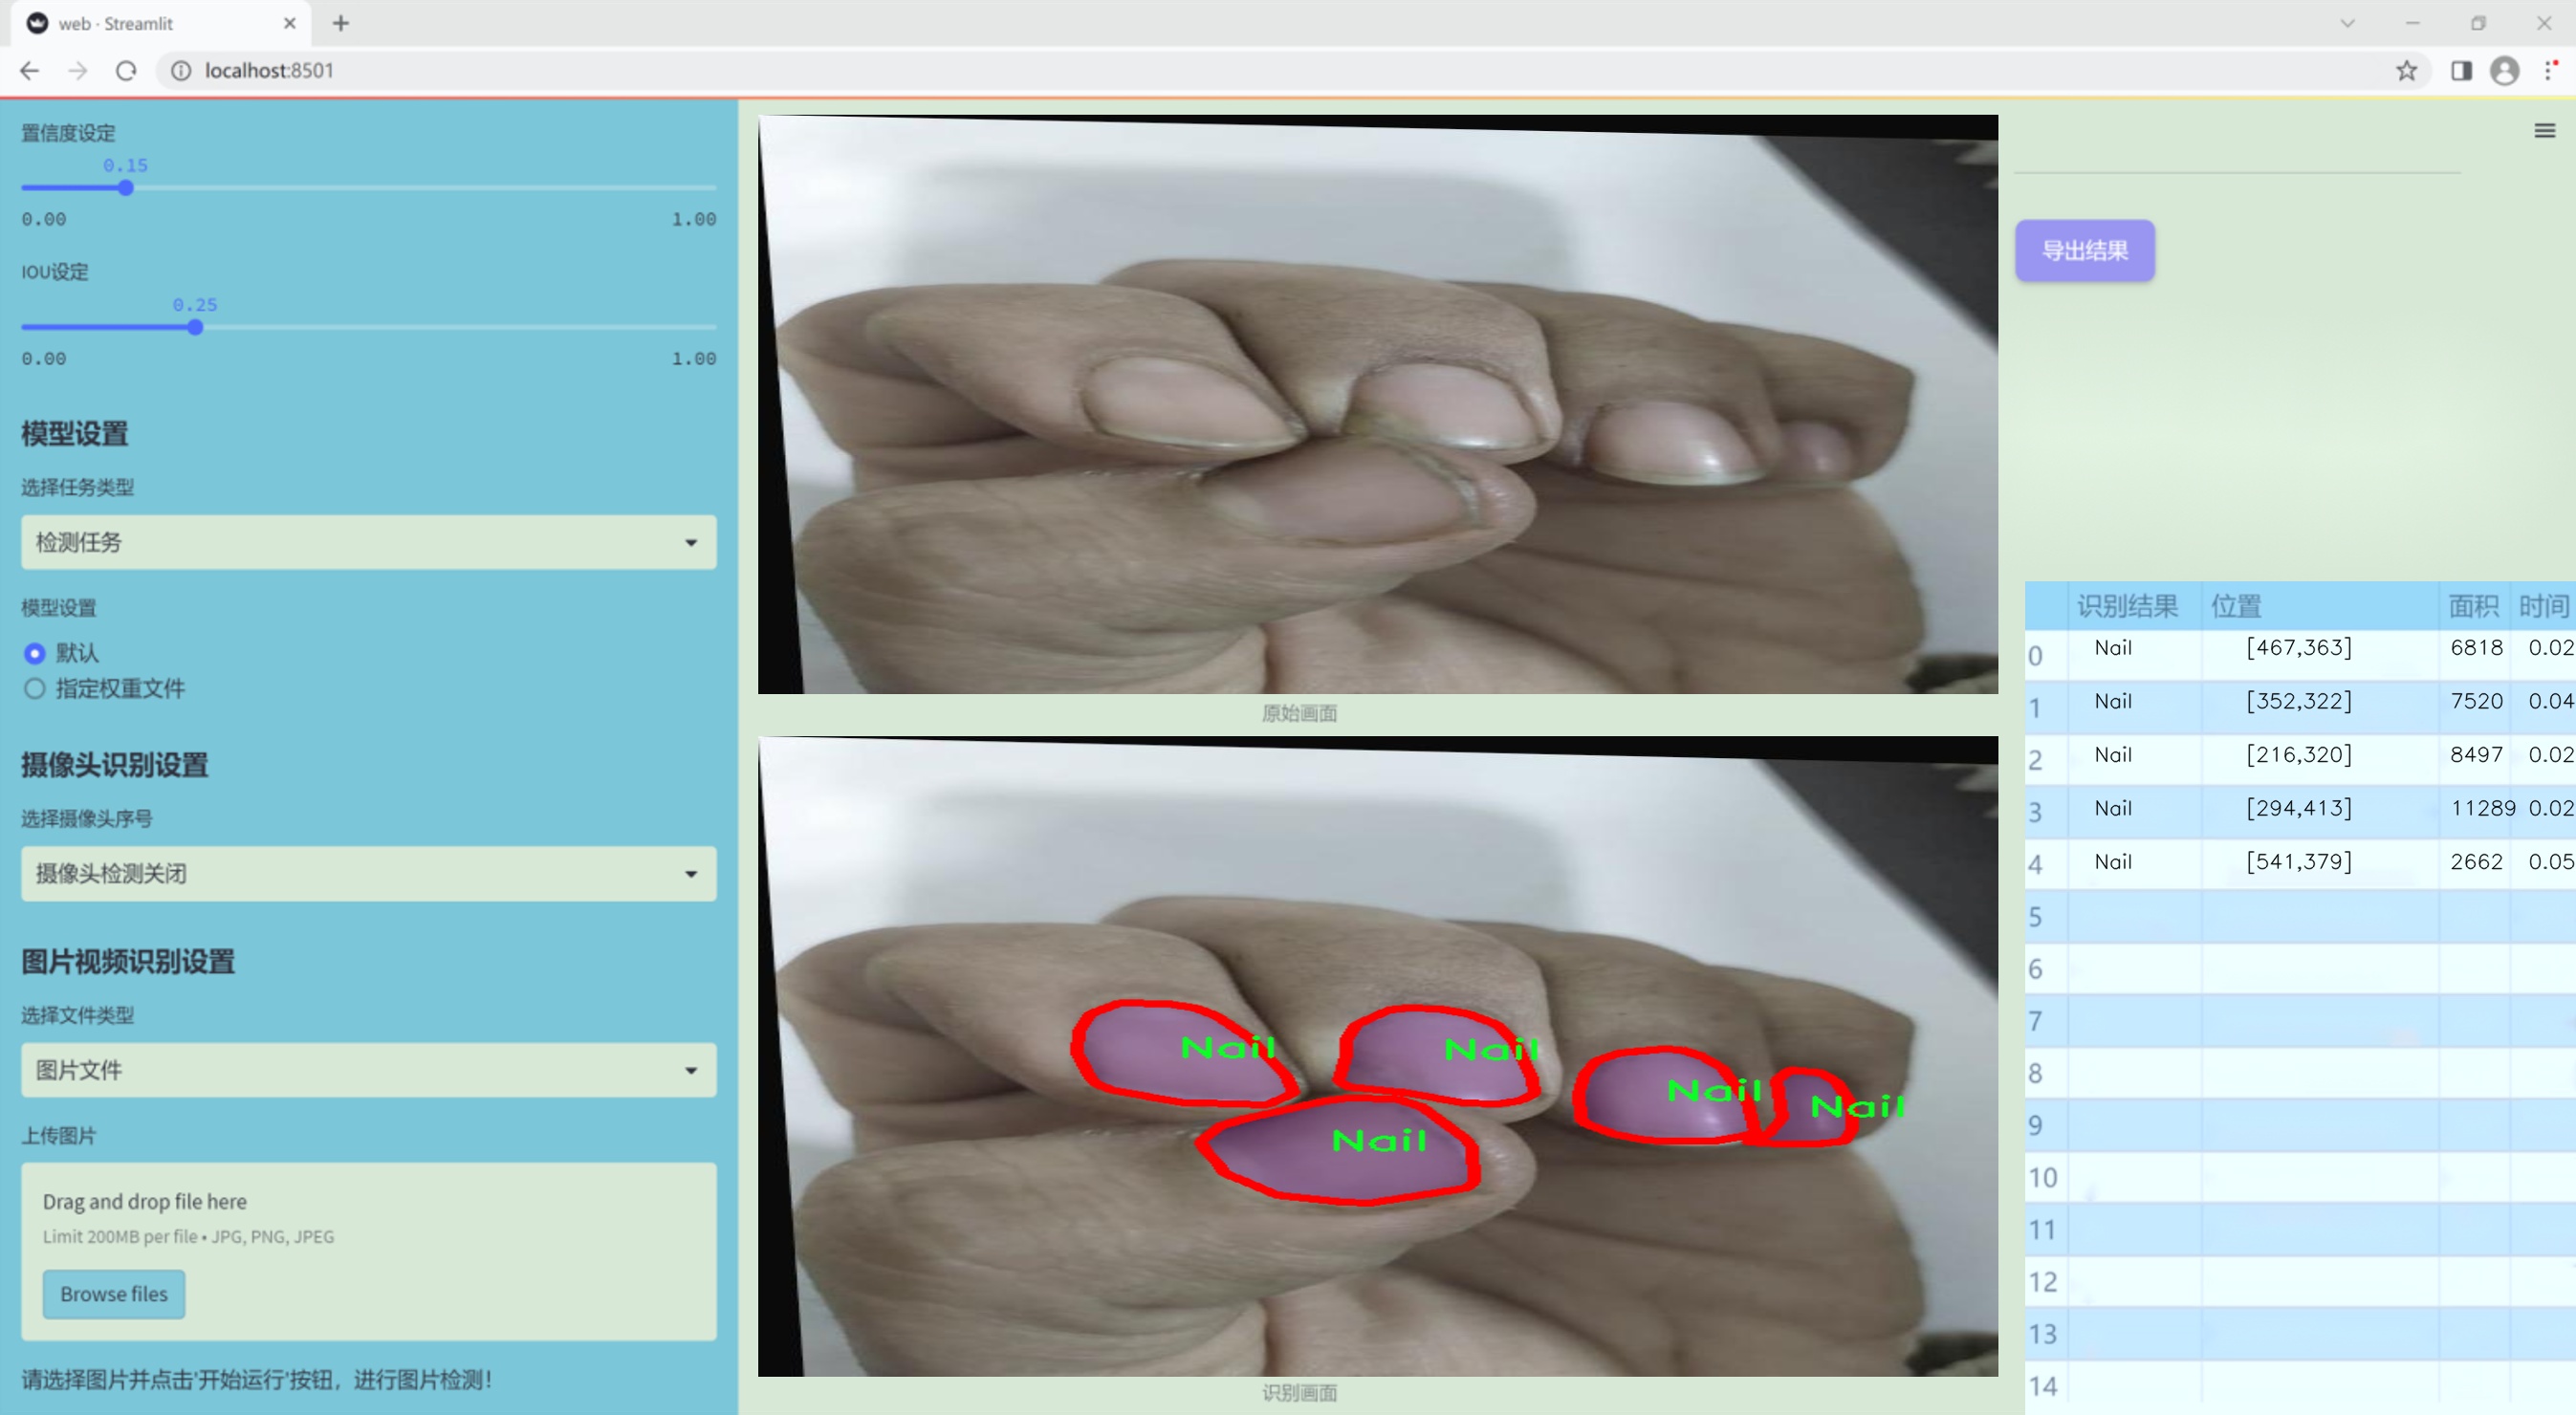 web · Streamlit
localhost:8501
置信度设定
0.15
0.00 1.00
IOU设定
0.25
0.00 1.00
模型设置
选择任务类型
检测任务
模型设置
默认
指定权重文件
摄像头识别设置
选择摄像头序号
摄像头检测关闭
图片视频识别设置
选择文件类型
图片文件
上传图片
Drag and drop file here
Limit 200MB per file • JPG, PNG, JPEG
Browse files
请选择图片并点击'开始运行'按钮，进行图片检测!
原始画面
Nail
Nail
Nail
Nail
Nail
识别画面
导出结果
识别结果 位置 面积 时间
0 Nail [467,363] 6818 0.02
1 Nail [352,322] 7520 0.04
2 Nail [216,320] 8497 0.02
3 Nail [294,413] 11289 0.02
4 Nail [541,379] 2662 0.05
5
6
7
8
9
10
11
12
13
14